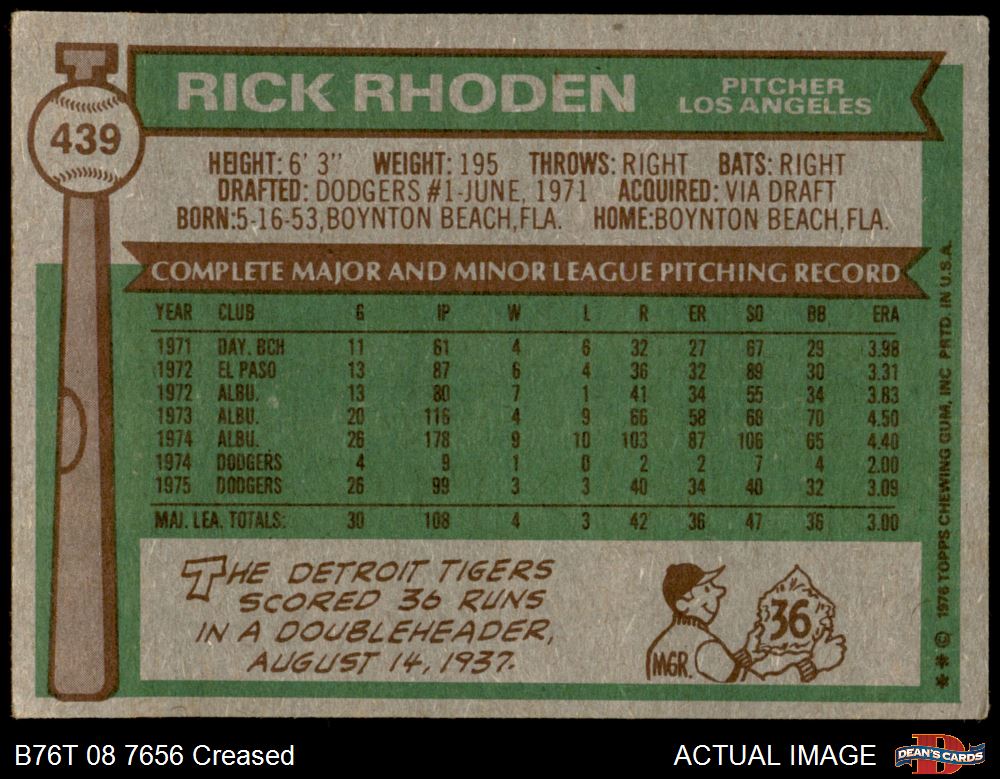 439
RICK RHODEN
PITCHER
LOS ANGELES
HEIGHT: 6' 3" WEIGHT: 195 THROWS: RIGHT BATS: RIGHT
DRAFTED: DODGERS #1-JUNE, 1971 ACQUIRED: VIA DRAFT
BORN:5-16-53,BOYNTON BEACH,FLA. HOME:BOYNTON BEACH,FLA.
COMPLETE MAJOR AND MINOR LEAGUE PITCHING RECORD
YEAR CLUB G IP W L R ER SO BB ERA
1971 DAY. BCH 11 61 4 6 32 27 67 29 3.98
1972 EL PASO 13 87 6 4 36 32 89 30 3.31
1972 ALBU. 13 80 7 1 41 34 55 34 3.83
1973 ALBU. 20 116 4 9 66 58 68 70 4.50
1974 ALBU. 26 178 9 10 103 87 106 65 4.40
1974 DODGERS 4 9 1 0 2 2 7 4 2.00
1975 DODGERS 26 99 3 3 40 34 40 32 3.09
MAJ. LEA. TOTALS: 30 108 4 3 42 36 47 36 3.00
THE DETROIT TIGERS
SCORED 36 RUNS
IN A DOUBLEHEADER,
AUGUST 14, 1937.
MGR.
36
** © 1976 TOPPS CHEWING GUM, INC PRTD. IN U.S.A.
B76T 08 7656 Creased
ACTUAL IMAGE
DEAN'S CARDS